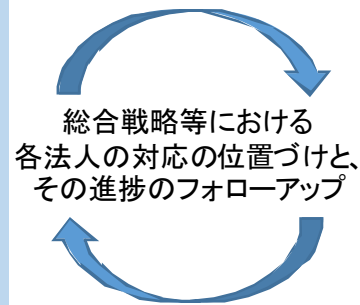 総合戦略等における
各法人の対応の位置づけと、
その進捗のフォローアップ